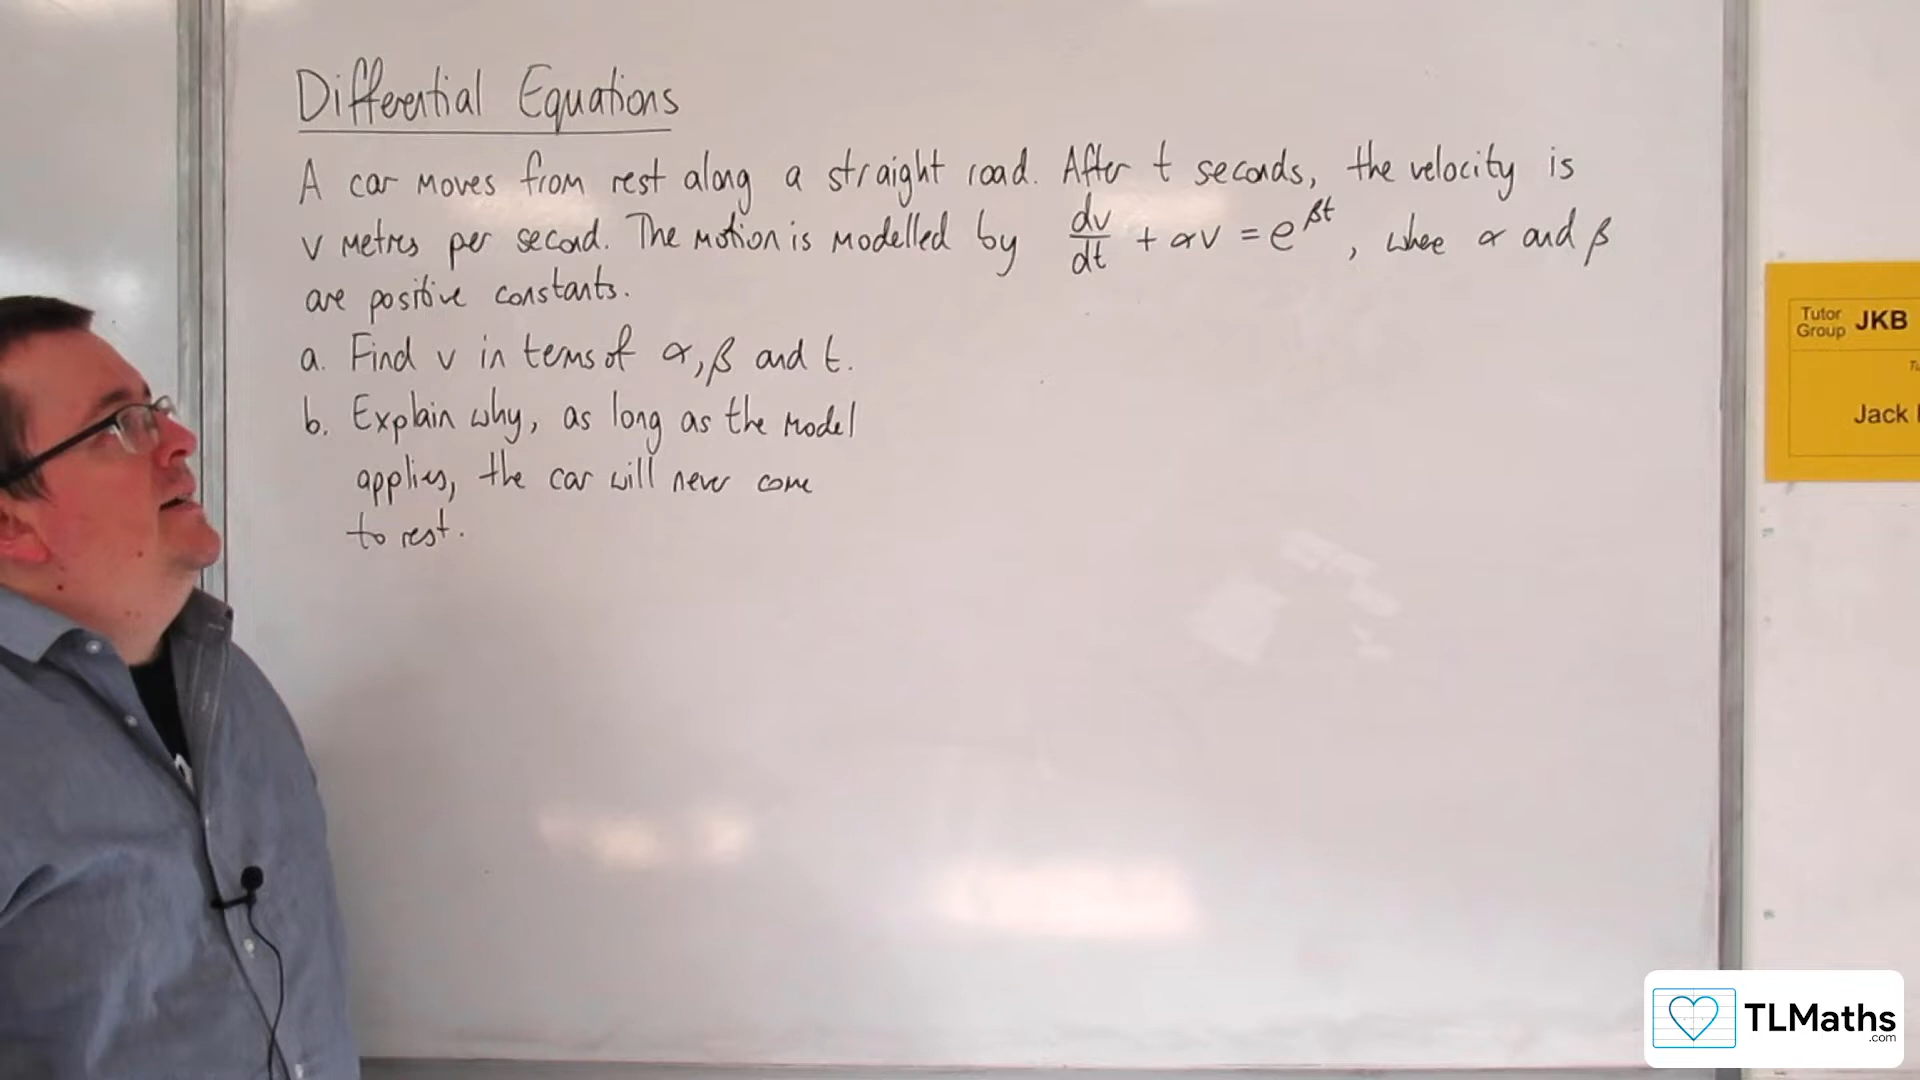 Differential Equations
A car moves from rest along a straight road. After t seconds, the velocity is
v metres per second. The motion is modelled by dv/dt + αv = e^βt, where α and β
are positive constants.
a. Find v in terms of α, β and t.
b. Explain why, as long as the model
applies, the car will never come
to rest.
Tutor
Group JKB
Jack
TLMaths
.com